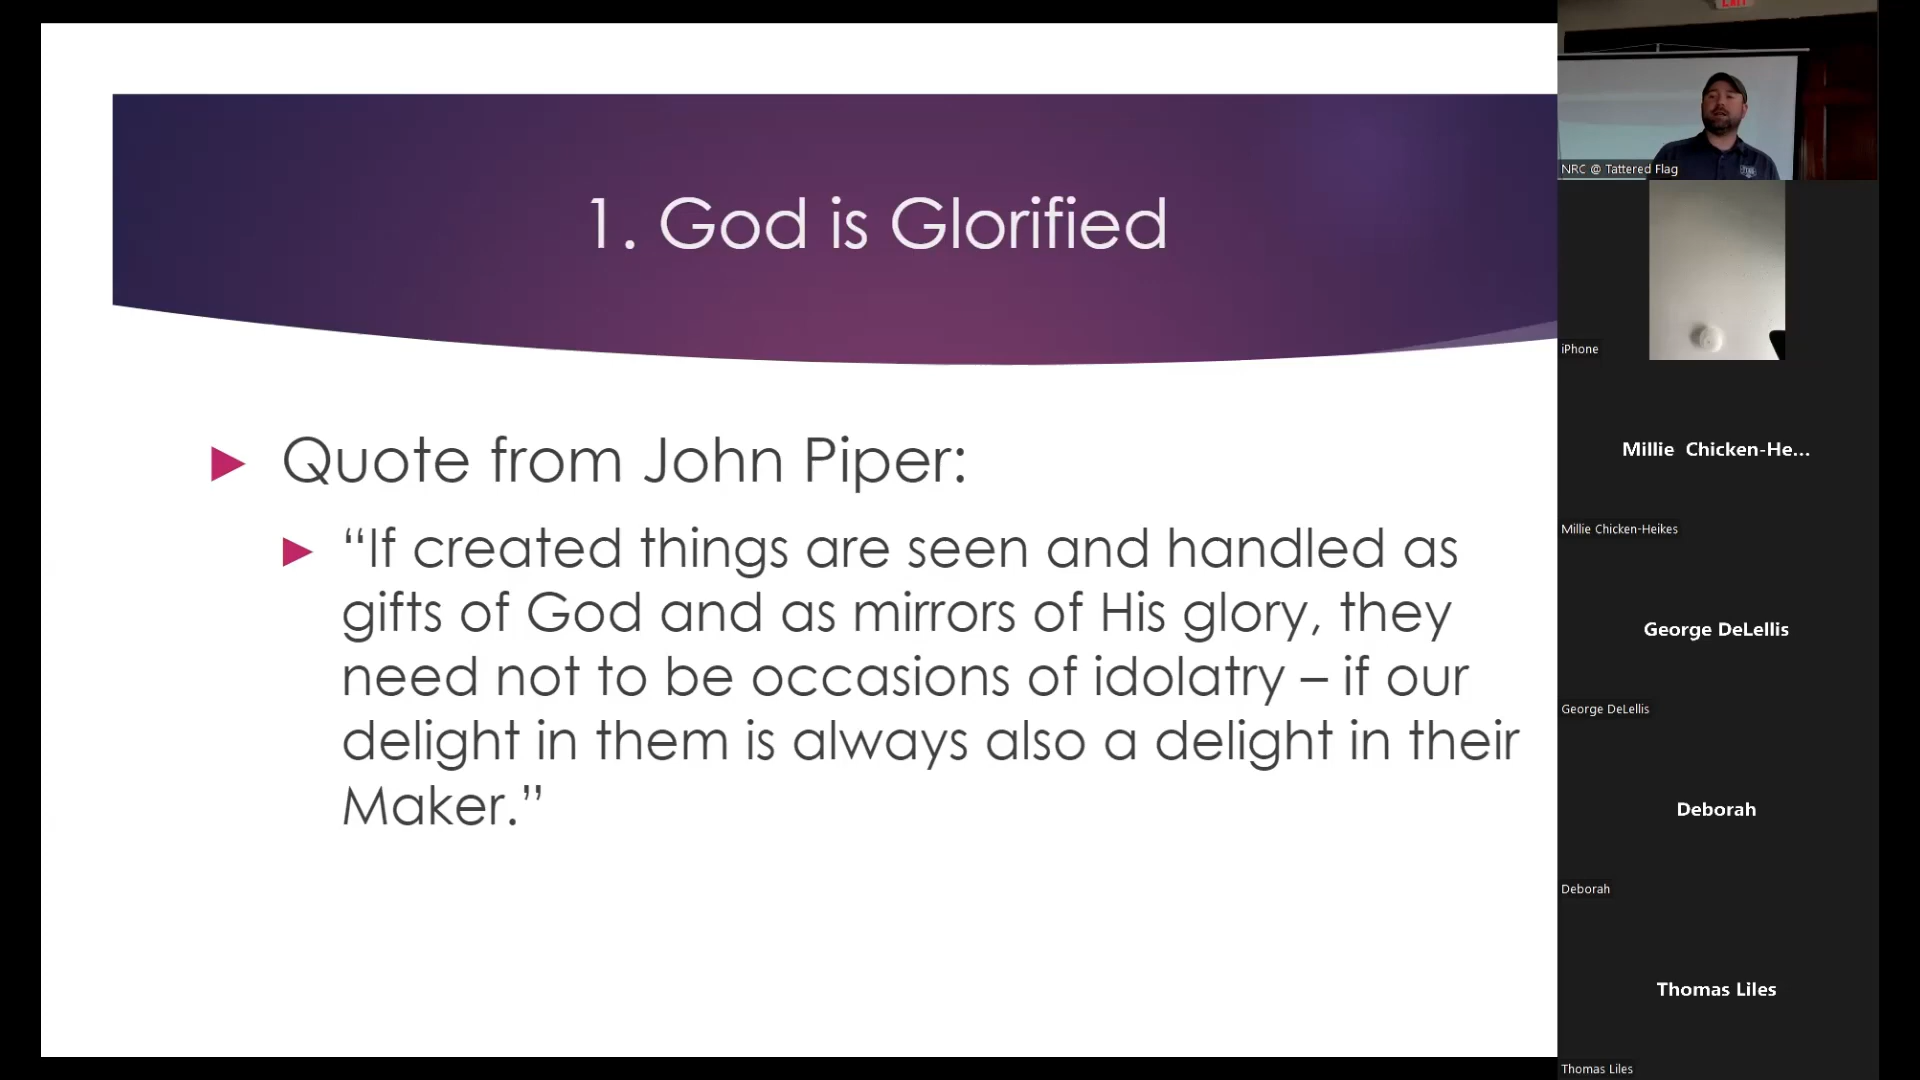 1. God is Glorified
Quote from John Piper:
“If created things are seen and handled as
gifts of God and as mirrors of His glory, they
need not to be occasions of idolatry – if our
delight in them is always also a delight in their
Maker.”
EXIT
NRC @ Tattered Flag
iPhone
Millie Chicken-He...
Millie Chicken-Heikes
George DeLellis
George DeLellis
Deborah
Deborah
Thomas Liles
Thomas Liles